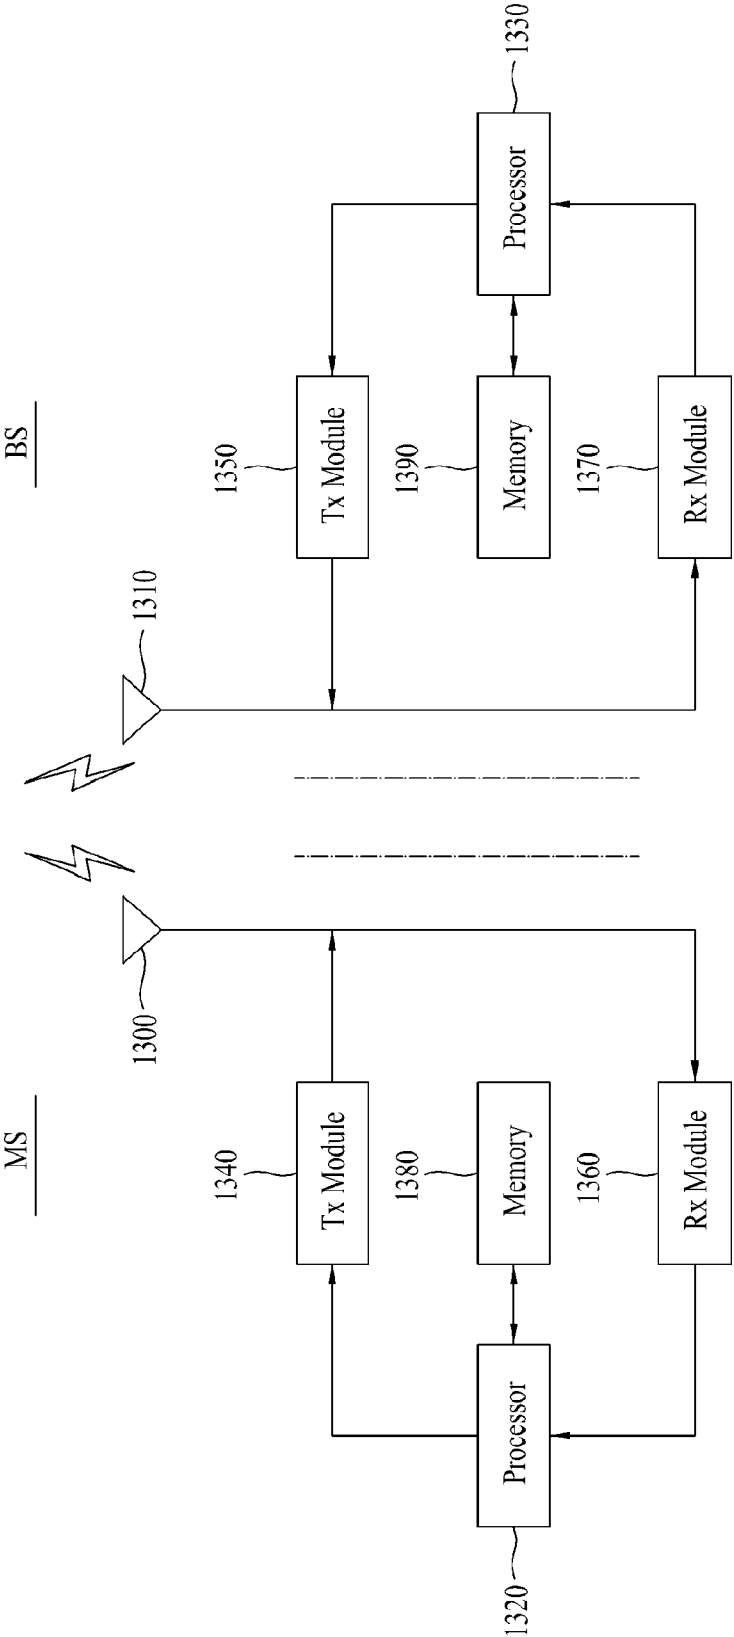 MS
BS
1300
1310
1340
Tx Module
1350
Tx Module
1320
Processor
1380
Memory
1390
Memory
1330
Processor
1360
Rx Module
1370
Rx Module